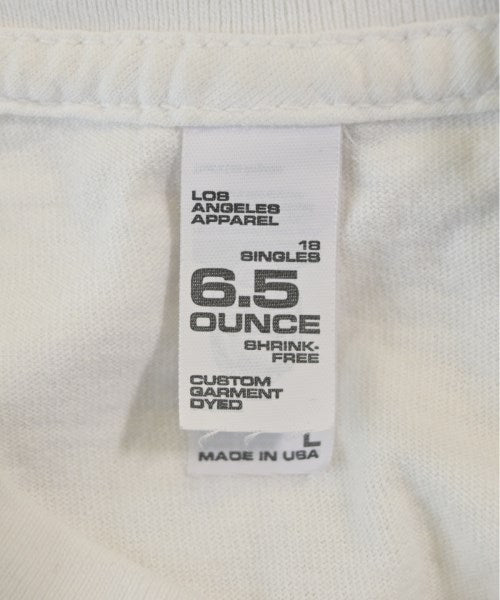 LOS
ANGELES
APPAREL
18
SINGLES
6.5
OUNCE
SHRINK-
FREE
CUSTOM
GARMENT
DYED
L
MADE IN USA